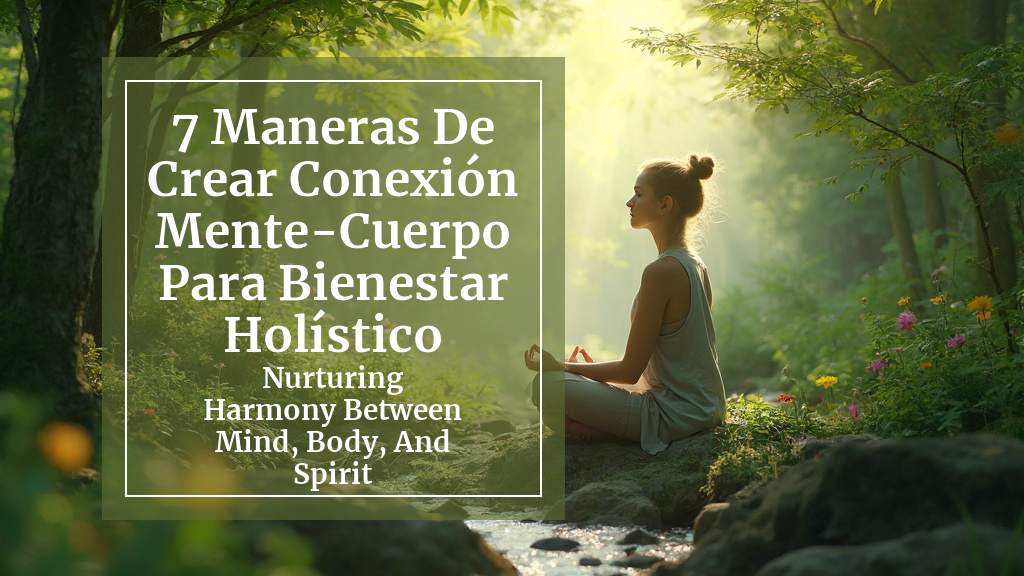 7 Maneras De
Crear Conexión
Mente-Cuerpo
Para Bienestar
Holístico
Nurturing
Harmony Between
Mind, Body, And
Spirit